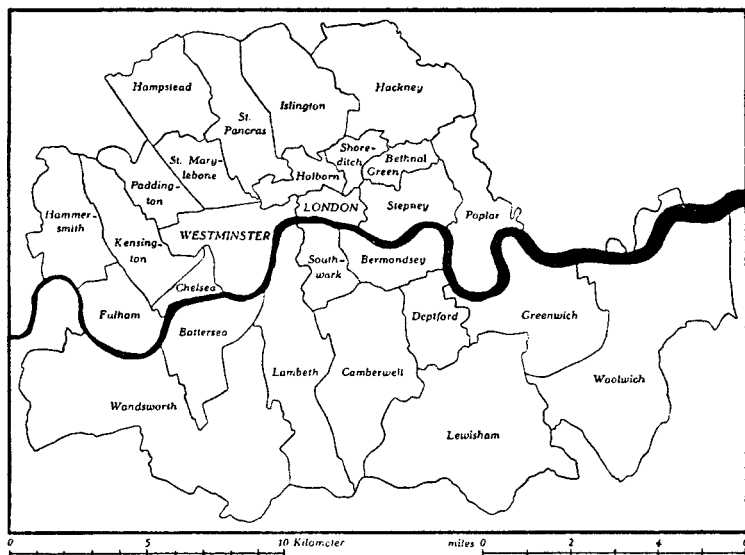 Hampstead
Hackney
Islington
St.
Pancras
Shore-
ditch
Bethnal
Green
St. Mary-
lebone
Holborn
Padding-
ton
Hammer-
smith
LONDON
Stepney
Poplar
WESTMINSTER
Kensing-
ton
South-
wark
Bermondsey
Chelsea
Fulham
Battersea
Deptford
Greenwich
Lambeth
Camberwell
Woolwich
Wandsworth
Lewisham
0 5 10 Kilometer miles 0 2 4 6